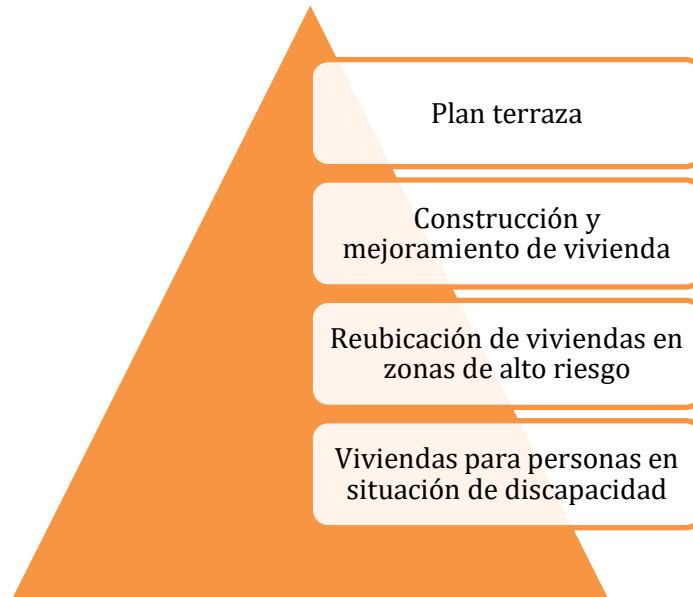 Plan terraza
Construcción y
mejoramiento de vivienda
Reubicación de viviendas en
zonas de alto riesgo
Viviendas para personas en
situación de discapacidad